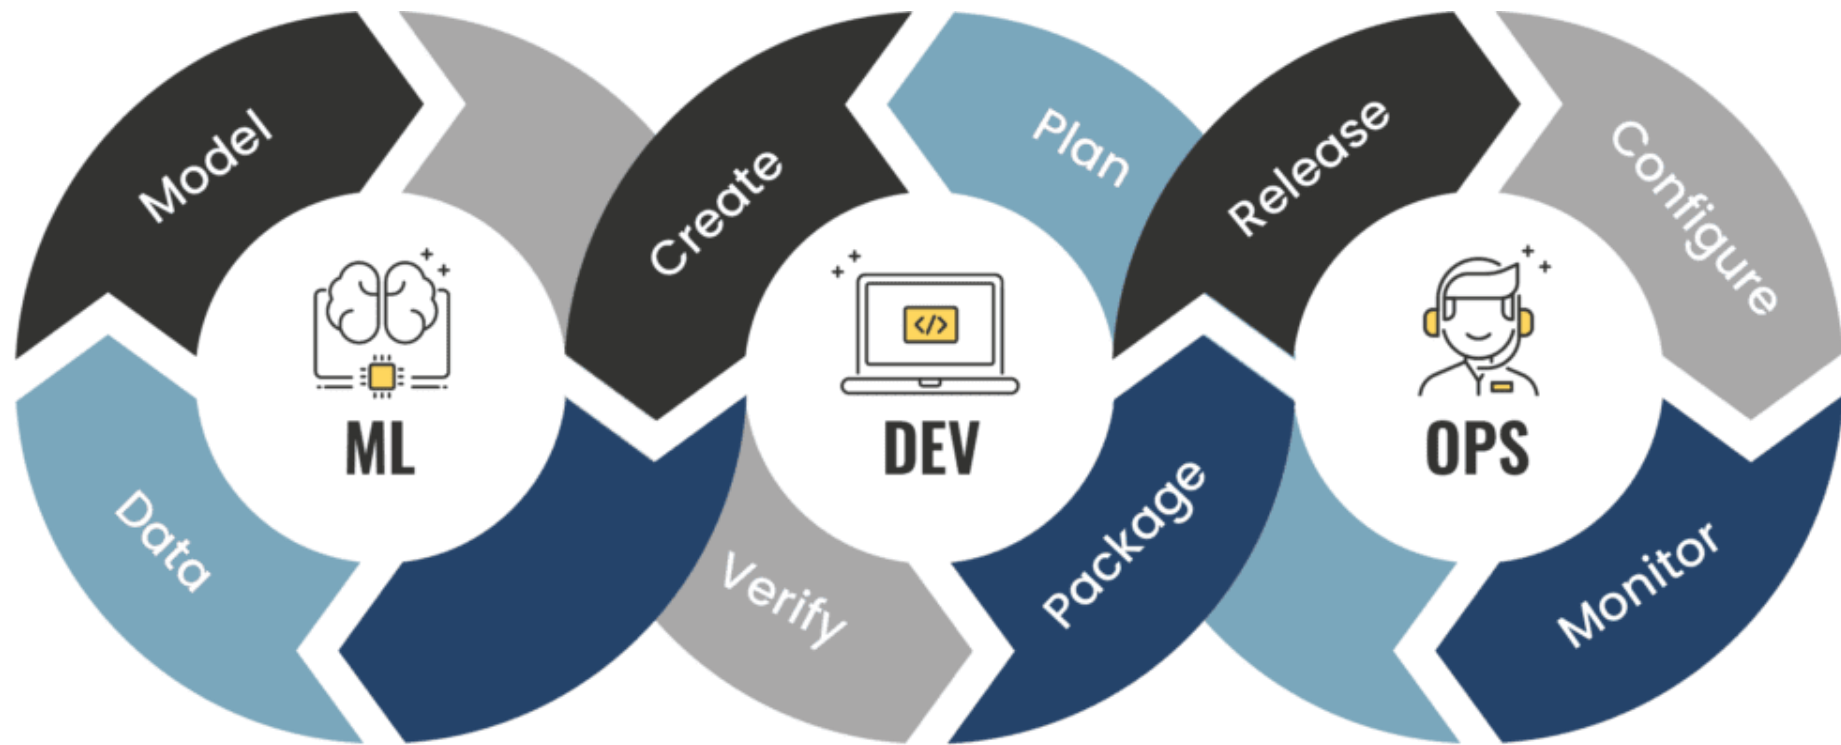 Model
Create
Plan
Release
Configure
</>
ML
DEV
OPS
Data
Verify
Package
Monitor